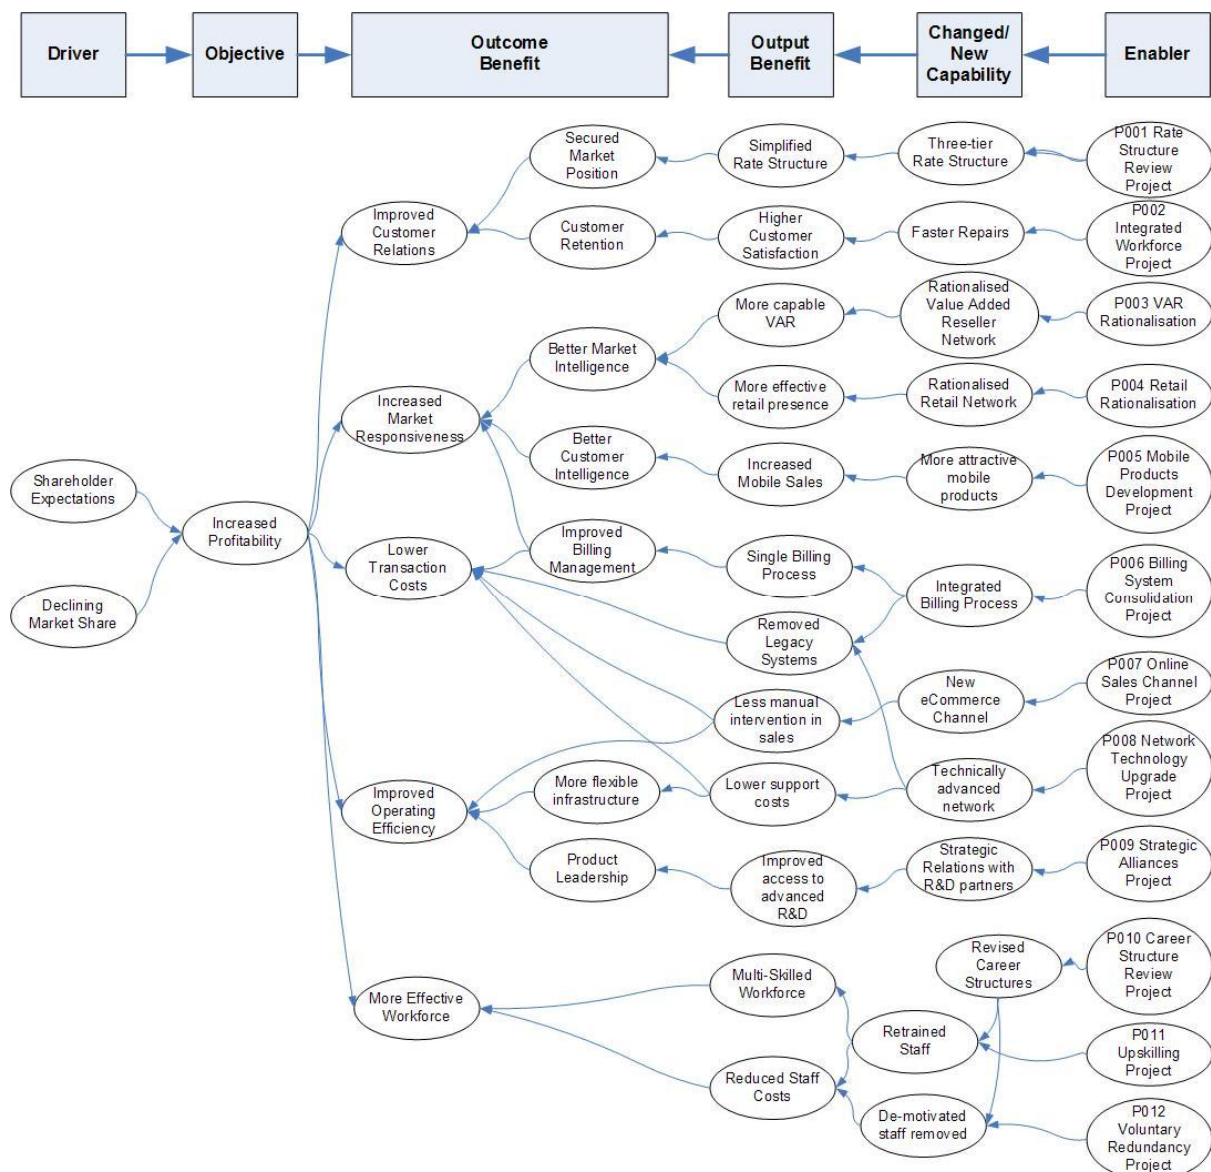 Driver
Objective
Outcome
Benefit
Output
Benefit
Changed/
New
Capability
Enabler
Secured
Market
Position
Simplified
Rate Structure
Three-tier
Rate Structure
P001 Rate
Structure
Review
Project
Improved
Customer
Relations
Customer
Retention
Higher
Customer
Satisfaction
Faster Repairs
P002
Integrated
Workforce
Project
More capable
VAR
Rationalised
Value Added
Reseller
Network
P003 VAR
Rationalisation
Better Market
Intelligence
More effective
retail presence
Rationalised
Retail Network
P004 Retail
Rationalisation
Increased
Market
Responsiveness
Better
Customer
Intelligence
Increased
Mobile Sales
More attractive
mobile
products
P005 Mobile
Products
Development
Project
Shareholder
Expectations
Increased
Profitability
Declining
Market Share
Lower
Transaction
Costs
Improved
Billing
Management
Single Billing
Process
Integrated
Billing Process
P006 Billing
System
Consolidation
Project
Removed
Legacy
Systems
Less manual
intervention in
sales
New
eCommerce
Channel
P007 Online
Sales Channel
Project
Improved
Operating
Efficiency
More flexible
infrastructure
Lower support
costs
Technically
advanced
network
P008 Network
Technology
Upgrade
Project
Product
Leadership
Improved
access to
advanced
R&D
Strategic
Relations with
R&D partners
P009 Strategic
Alliances
Project
More Effective
Workforce
Multi-Skilled
Workforce
Revised
Career
Structures
P010 Career
Structure
Review
Project
Retrained
Staff
P011
Upskilling
Project
Reduced Staff
Costs
De-motivated
staff removed
P012
Voluntary
Redundancy
Project